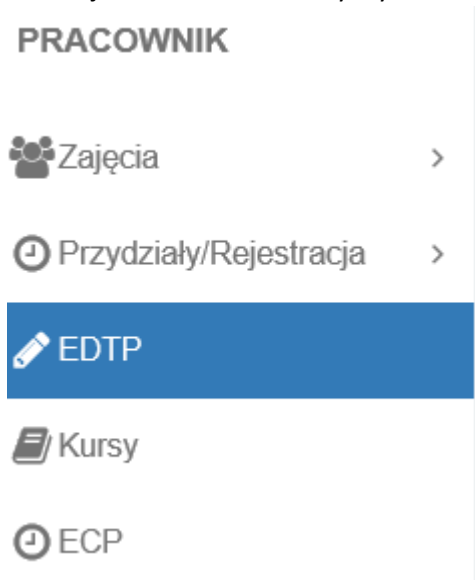 PRACOWNIK
Zajęcia
Przydziały/Rejestracja
EDTP
Kursy
ECP